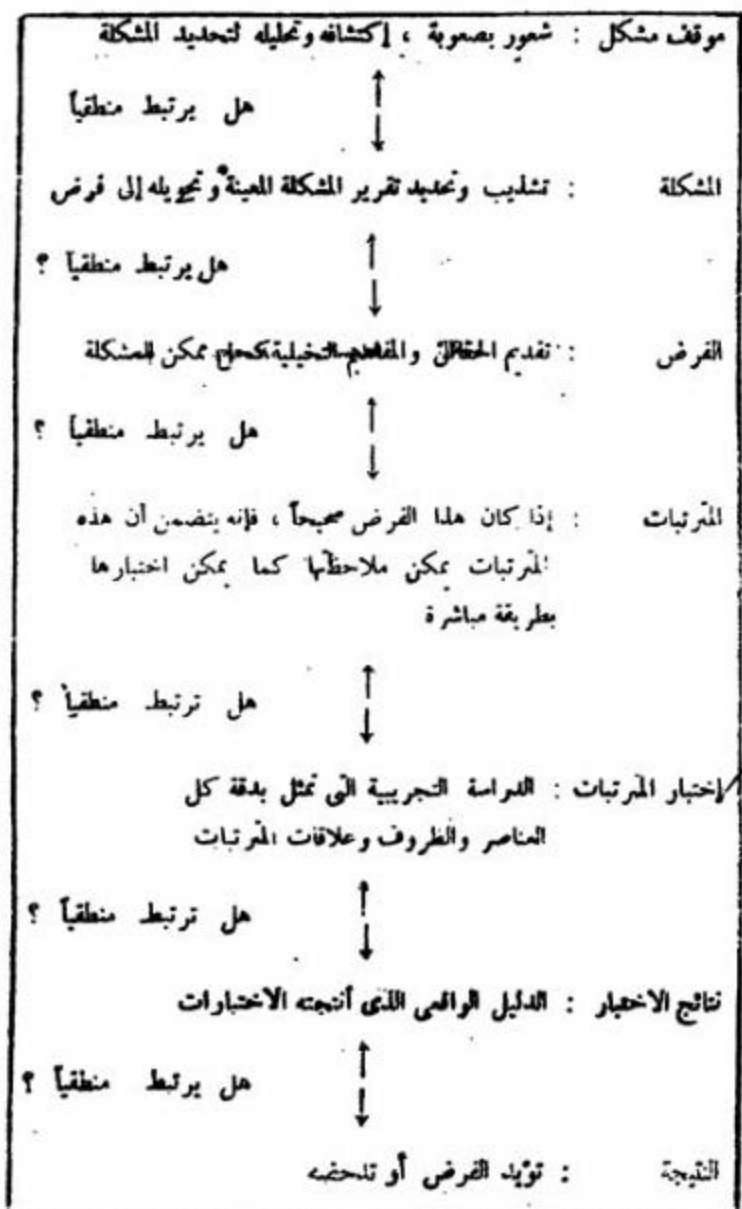 موقف مشكل : شعور بصعوبة ، إكتشافه وتحليله لتحديد المشكلة
هل يرتبط منطقياً
المشكلة : تشذيب وتحديد تقرير المشكلة المعينة وتحويله إلى فرض
هل يرتبط منطقياً ؟
الفرض : تقديم الحقائق والمفاهيم التخيلية كحل ممكن للمشكلة
هل يرتبط منطقياً ؟
المترتبات : إذا كان هذا الفرض صحيحاً ، فإنه يتضمن أن هذه
المترتبات يمكن ملاحظتها كما يمكن اختبارها
بطريقة مباشرة
هل ترتبط منطقياً ؟
إختبار المترتبات : الدراسة التجريبية التى تمثل بدقة كل
العناصر والظروف وعلاقات المترتبات
هل ترتبط منطقياً ؟
نتائج الاختبار : الدليل الواقعى الذى أنتجته الاختبارات
هل يرتبط منطقياً ؟
النتيجة : تؤيد الفرض أو تدحضه